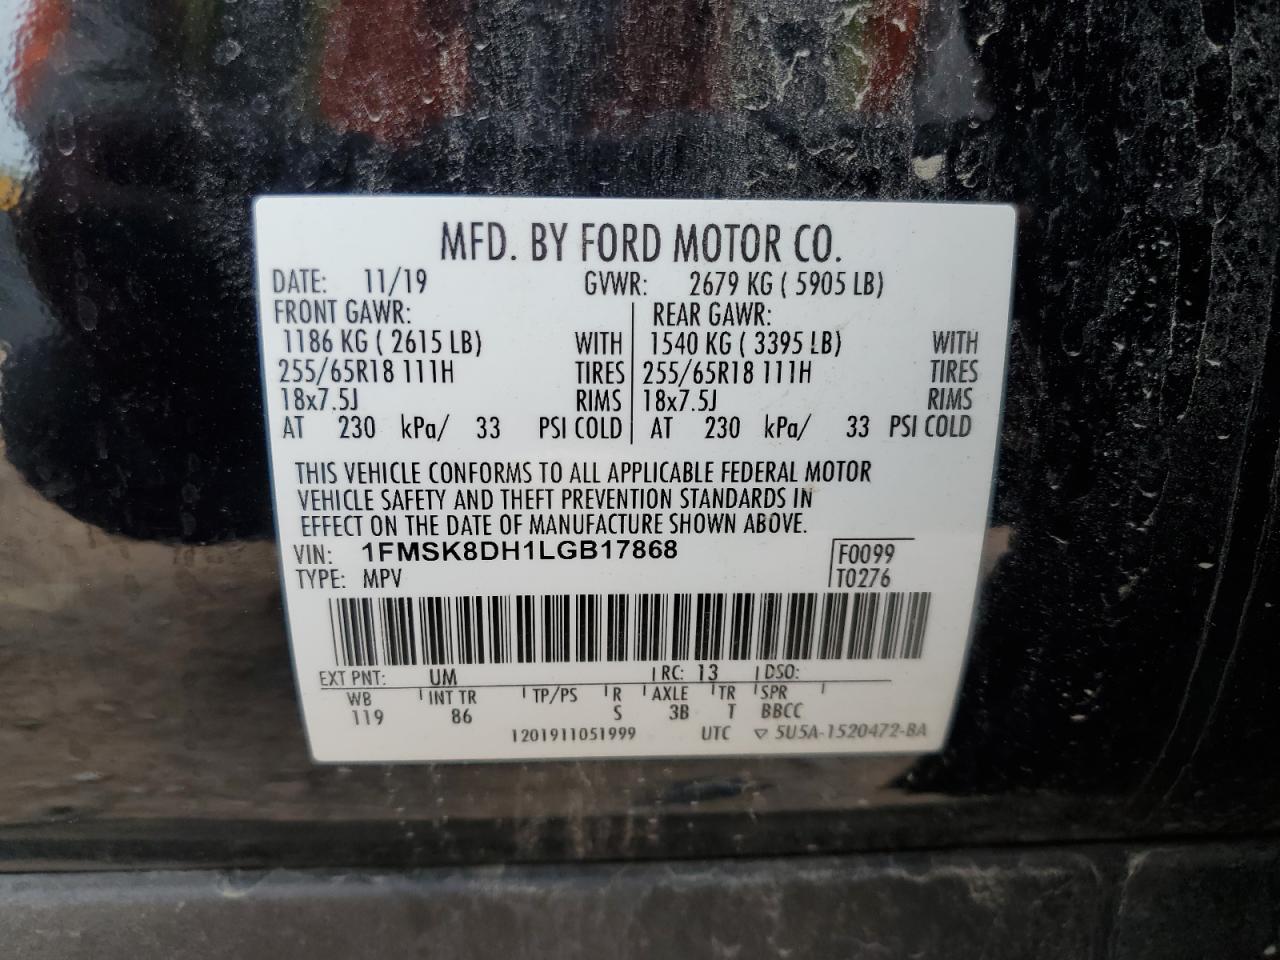 MFD. BY FORD MOTOR CO.
DATE: 11/19 GVWR: 2679 KG ( 5905 LB)
FRONT GAWR: REAR GAWR:
1186 KG ( 2615 LB) WITH 1540 KG ( 3395 LB) WITH
255/65R18 111H TIRES 255/65R18 111H TIRES
18x7.5J RIMS 18x7.5J RIMS
AT 230 kPa/ 33 PSI COLD AT 230 kPa/ 33 PSI COLD
THIS VEHICLE CONFORMS TO ALL APPLICABLE FEDERAL MOTOR
VEHICLE SAFETY AND THEFT PREVENTION STANDARDS IN
EFFECT ON THE DATE OF MANUFACTURE SHOWN ABOVE.
VIN: 1FMSK8DH1LGB17868 F0099
TYPE: MPV T0276
EXT PNT: UM RC: 13 DSO:
WB INT TR TP/PS R AXLE TR SPR
119 86 S 3B T BBCC
1201911051999 UTC ▽ 5U5A-1520472-BA